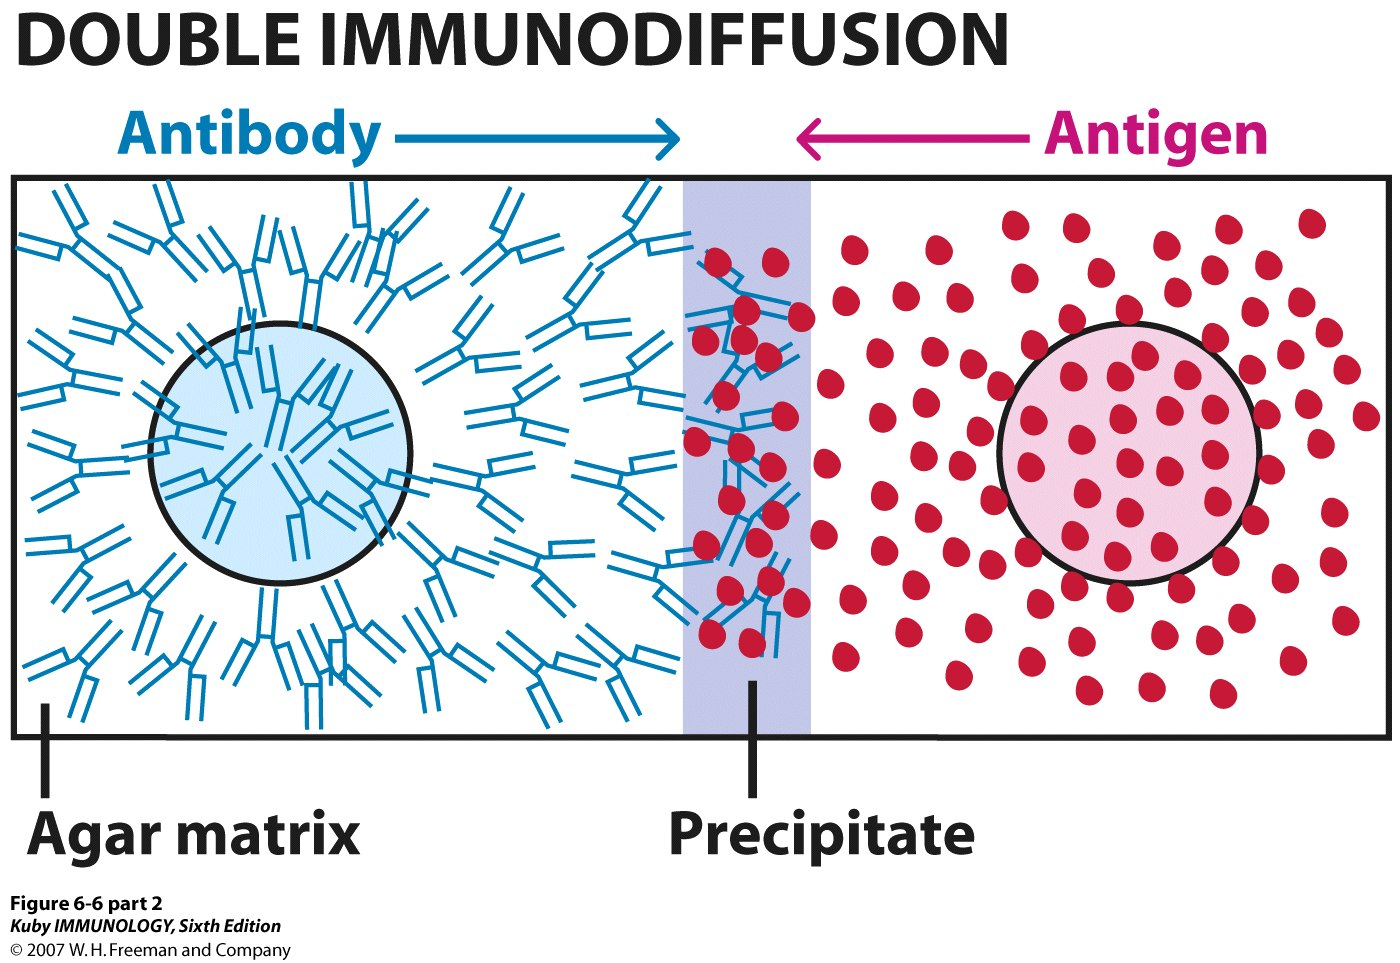 DOUBLE IMMUNODIFFUSION
Antibody
Antigen
Agar matrix
Precipitate
Figure 6-6 part 2
Kuby IMMUNOLOGY, Sixth Edition
© 2007 W. H. Freeman and Company